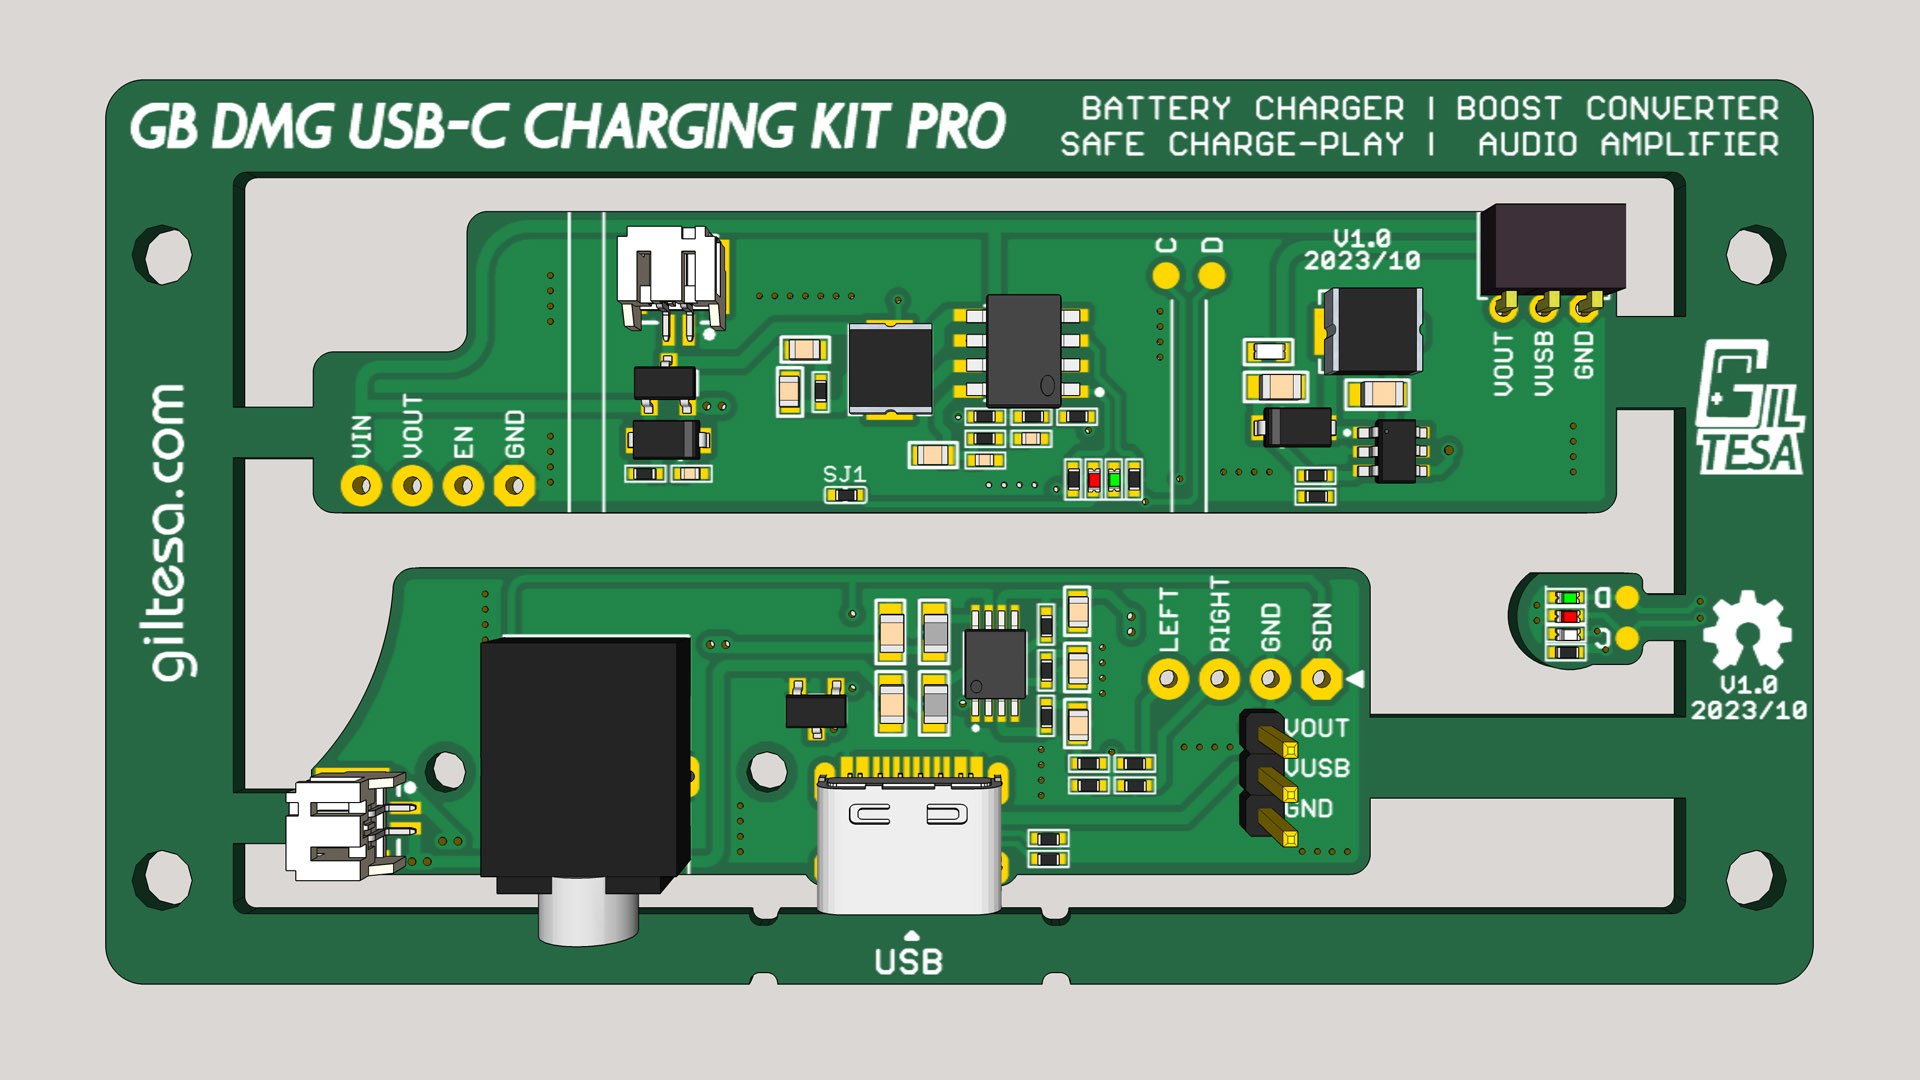 GB DMG USB-C CHARGING KIT PRO
BATTERY CHARGER | BOOST CONVERTER
SAFE CHARGE-PLAY | AUDIO AMPLIFIER
giltesa.com
VIN
VOUT
EN
GND
SJ1
C
D
V1.0
2023/10
VOUT
VUSB
GND
GIL
TESA
LEFT
RIGHT
GND
SDN
VOUT
VUSB
GND
D
C
V1.0
2023/10
USB